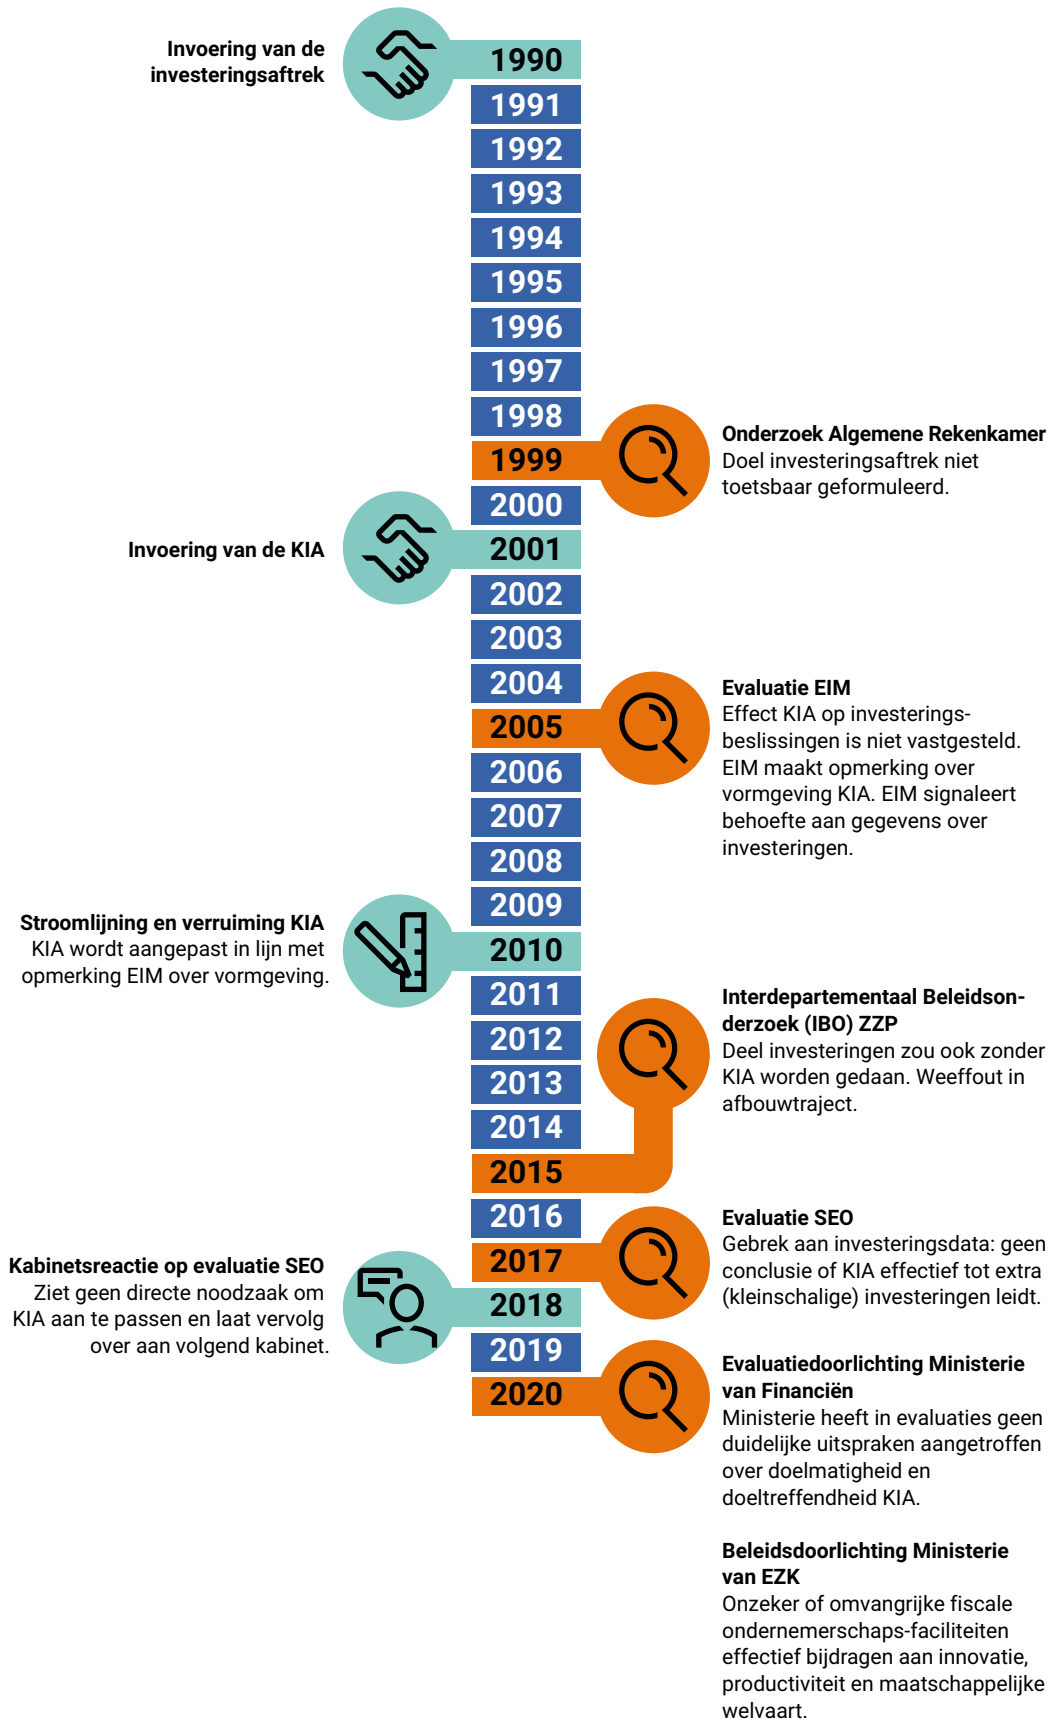 Invoering van de
investeringsaftrek
1990
1991
1992
1993
1994
1995
1996
1997
1998
1999
Onderzoek Algemene Rekenkamer
Doel investeringsaftrek niet
toetsbaar geformuleerd.
2000
Invoering van de KIA
2001
2002
2003
2004
2005
Evaluatie EIM
Effect KIA op investerings-
beslissingen is niet vastgesteld.
EIM maakt opmerking over
vormgeving KIA. EIM signaleert
behoefte aan gegevens over
investeringen.
2006
2007
2008
2009
Stroomlijning en verruiming KIA
KIA wordt aangepast in lijn met
opmerking EIM over vormgeving.
2010
2011
2012
2013
2014
2015
Interdepartementaal Beleidson-
derzoek (IBO) ZZP
Deel investeringen zou ook zonder
KIA worden gedaan. Weeffout in
afbouwtraject.
2016
2017
Evaluatie SEO
Gebrek aan investeringsdata: geen
conclusie of KIA effectief tot extra
(kleinschalige) investeringen leidt.
Kabinetsreactie op evaluatie SEO
Ziet geen directe noodzaak om
KIA aan te passen en laat vervolg
over aan volgend kabinet.
2018
2019
2020
Evaluatiedoorlichting Ministerie
van Financiën
Ministerie heeft in evaluaties geen
duidelijke uitspraken aangetroffen
over doelmatigheid en
doeltreffendheid KIA.
Beleidsdoorlichting Ministerie
van EZK
Onzeker of omvangrijke fiscale
ondernemerschaps-faciliteiten
effectief bijdragen aan innovatie,
productiviteit en maatschappelijke
welvaart.